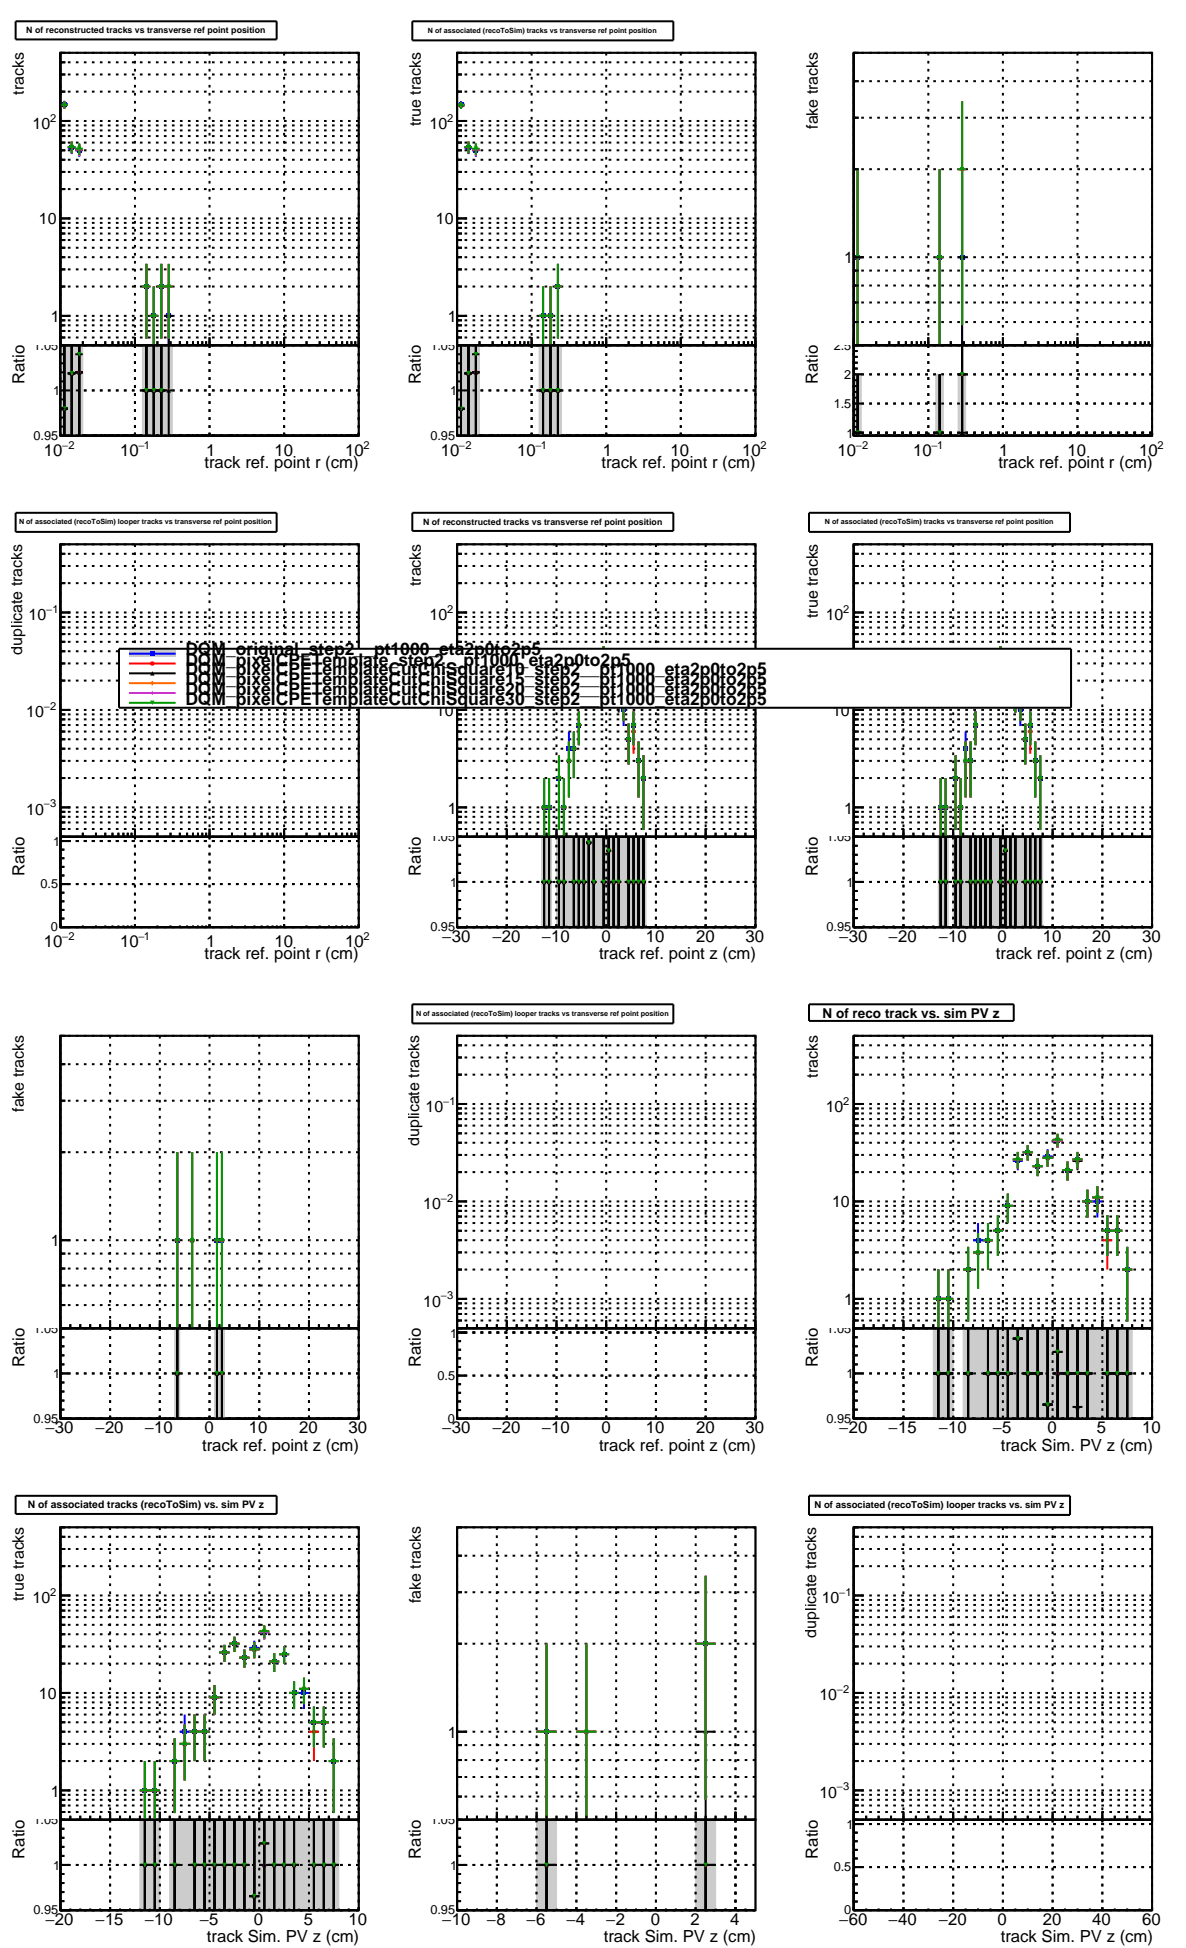 N of reconstructed tracks vs transverse ref point position
tracks
10²
10
1
Ratio
1.05
1
0.95
10⁻² 10⁻¹ 1 10 10²
track ref. point r (cm)
N of associated (recoToSim) tracks vs transverse ref point position
true tracks
10²
10
1
Ratio
1.05
1
0.95
10⁻² 10⁻¹ 1 10 10²
track ref. point r (cm)
fake tracks
1
Ratio
2.5
2
1.5
1
10⁻² 10⁻¹ 1 10 10²
track ref. point r (cm)
N of associated (recoToSim) looper tracks vs transverse ref point position
duplicate tracks
10⁻¹
10⁻²
10⁻³
Ratio
1
0.5
0
10⁻² 10⁻¹ 1 10 10²
track ref. point r (cm)
N of reconstructed tracks vs transverse ref point position
tracks
10²
10
1
Ratio
1.05
1
0.95
−30 −20 −10 0 10 20 30
track ref. point z (cm)
N of associated (recoToSim) tracks vs transverse ref point position
true tracks
10²
10
1
Ratio
1.05
1
0.95
−30 −20 −10 0 10 20 30
track ref. point z (cm)
DQM_original_step2__pt1000_eta2p0to2p5
DQM_pixelCPETemplate_step2__pt1000_eta2p0to2p5
DQM_pixelCPETemplateCutChiSquare10_step2__pt1000_eta2p0to2p5
DQM_pixelCPETemplateCutChiSquare15_step2__pt1000_eta2p0to2p5
DQM_pixelCPETemplateCutChiSquare20_step2__pt1000_eta2p0to2p5
DQM_pixelCPETemplateCutChiSquare30_step2__pt1000_eta2p0to2p5
fake tracks
1
Ratio
1.05
1
0.95
−30 −20 −10 0 10 20 30
track ref. point z (cm)
N of associated (recoToSim) looper tracks vs transverse ref point position
duplicate tracks
10⁻¹
10⁻²
10⁻³
Ratio
1
0.5
0
−30 −20 −10 0 10 20 30
track ref. point z (cm)
N of reco track vs. sim PV z
tracks
10²
10
1
Ratio
1.05
1
0.95
−20 −15 −10 −5 0 5 10
track Sim. PV z (cm)
N of associated tracks (recoToSim) vs. sim PV z
true tracks
10²
10
1
Ratio
1.05
1
0.95
−20 −15 −10 −5 0 5 10
track Sim. PV z (cm)
fake tracks
1
Ratio
1.05
1
0.95
−10 −8 −6 −4 −2 0 2 4
track Sim. PV z (cm)
N of associated (recoToSim) looper tracks vs. sim PV z
duplicate tracks
10⁻¹
10⁻²
10⁻³
Ratio
1
0.5
0
−60 −40 −20 0 20 40 60
track Sim. PV z (cm)